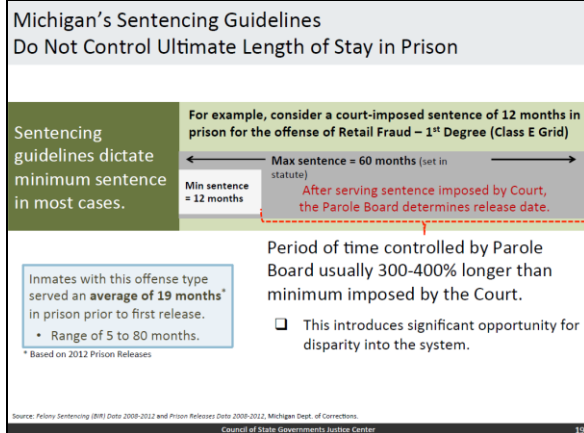 Michigan's Sentencing Guidelines
Do Not Control Ultimate Length of Stay in Prison
Sentencing
guidelines dictate
minimum sentence
in most cases.
For example, consider a court-imposed sentence of 12 months in
prison for the offense of Retail Fraud – 1st Degree (Class E Grid)
Max sentence = 60 months (set in
statute)
Min sentence
= 12 months
After serving sentence imposed by Court,
the Parole Board determines release date.
Period of time controlled by Parole
Board usually 300-400% longer than
minimum imposed by the Court.
❑ This introduces significant opportunity for
disparity into the system.
Inmates with this offense type
served an average of 19 months*
in prison prior to first release.
• Range of 5 to 80 months.
* Based on 2012 Prison Releases
Source: Felony Sentencing (BIR) Data 2008-2012 and Prison Releases Data 2008-2012, Michigan Dept. of Corrections.
Council of State Governments Justice Center
19